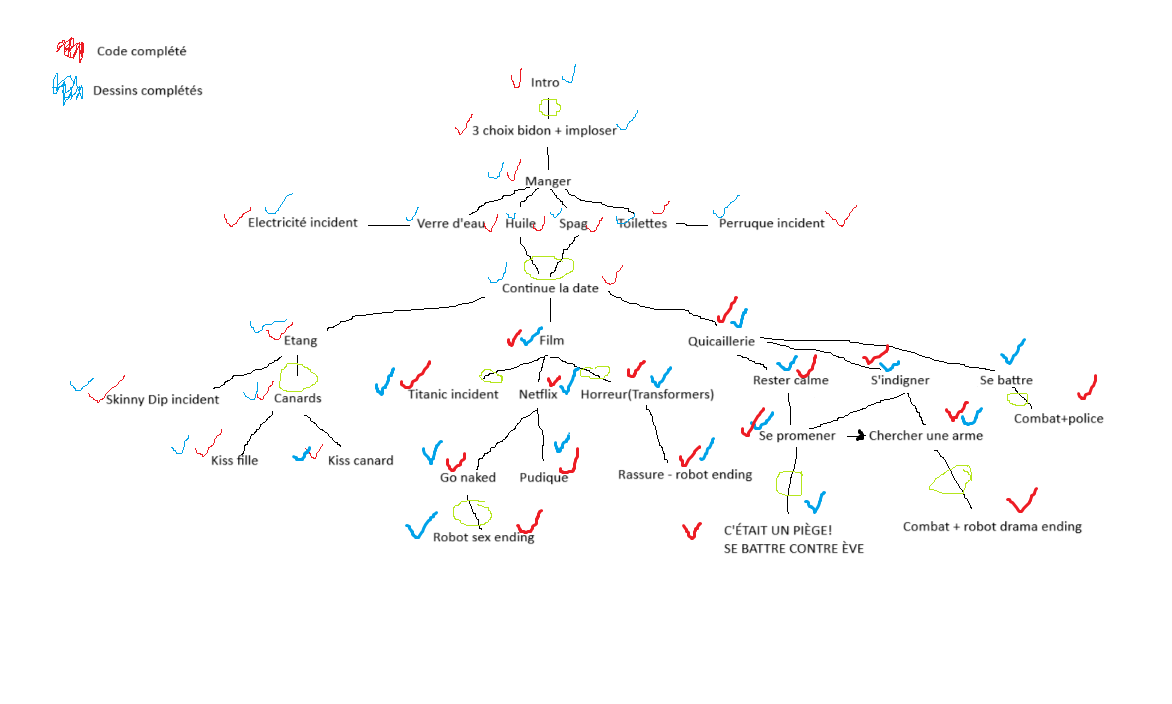 Code complété
Dessins complétés
Intro
3 choix bidon + imploser
Manger
Electricité incident
Verre d'eau
Huile
Spag
Toilettes
Perruque incident
Continue la date
Etang
Film
Quicaillerie
Skinny Dip incident
Canards
Titanic incident
Netflix
Horreur(Transformers)
Rester calme
S'indigner
Se battre
Combat+police
Kiss fille
Kiss canard
Go naked
Pudique
Rassure - robot ending
Se promener
Chercher une arme
Robot sex ending
C'ÉTAIT UN PIÈGE!
SE BATTRE CONTRE ÈVE
Combat + robot drama ending